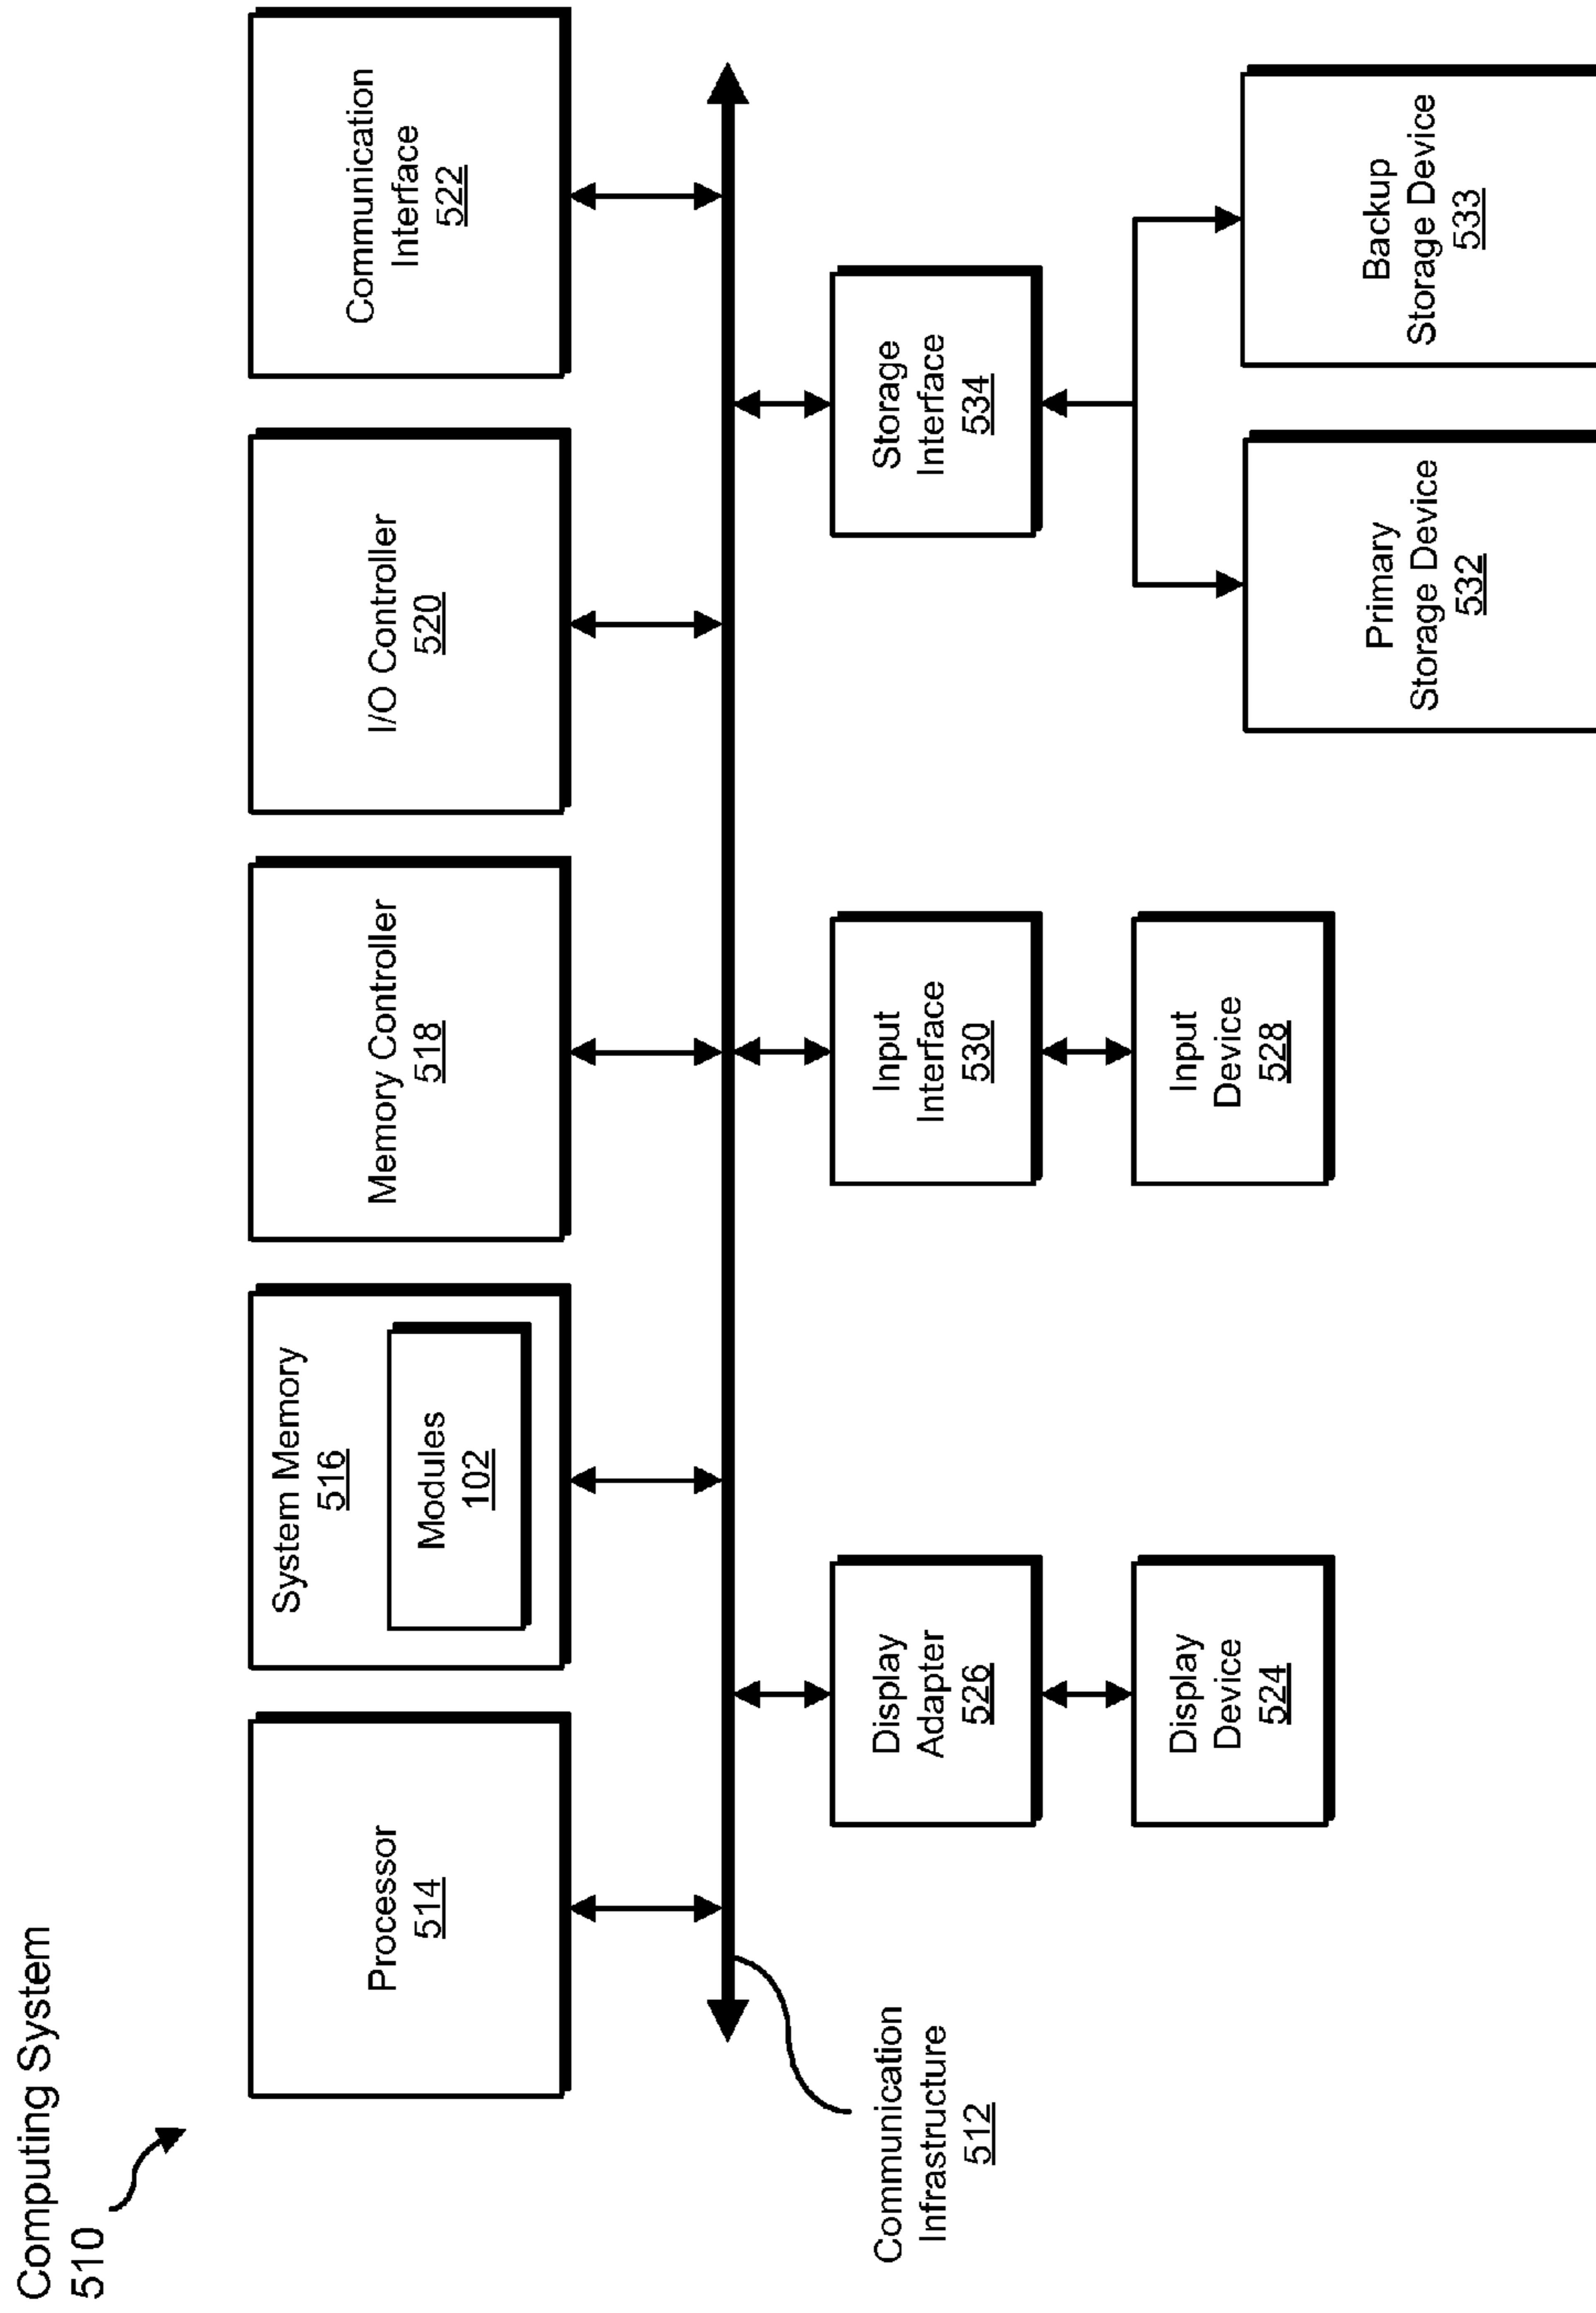 Computing System
510
Processor
514
System Memory
516
Modules
102
Memory Controller
518
I/O Controller
520
Communication
Interface
522
Communication
Infrastructure
512
Display
Adapter
526
Input
Interface
530
Storage
Interface
534
Display
Device
524
Input
Device
528
Primary
Storage Device
532
Backup
Storage Device
533